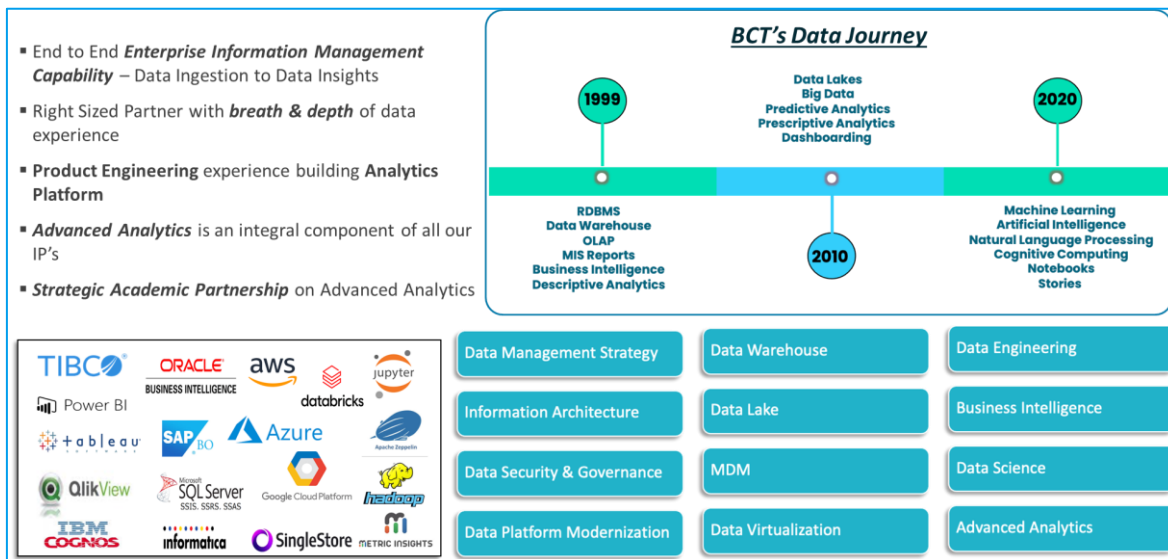 ▪ End to End Enterprise Information Management
Capability – Data Ingestion to Data Insights
▪ Right Sized Partner with breath & depth of data
experience
▪ Product Engineering experience building Analytics
Platform
▪ Advanced Analytics is an integral component of all our
IP's
▪ Strategic Academic Partnership on Advanced Analytics
BCT's Data Journey
1999
RDBMS
Data Warehouse
OLAP
MIS Reports
Business Intelligence
Descriptive Analytics
Data Lakes
Big Data
Predictive Analytics
Prescriptive Analytics
Dashboarding
2010
2020
Machine Learning
Artificial Intelligence
Natural Language Processing
Cognitive Computing
Notebooks
Stories
TIBCO®
ORACLE
BUSINESS INTELLIGENCE
aws
databricks
jupyter
Power BI
+ableau
SOFTWARE
SAP BO
Azure
Apache Zeppelin
QlikView
Microsoft
SQL Server
SSIS. SSRS. SSAS
Google Cloud Platform
hadoop
IBM
COGNOS
informatica
SingleStore
METRIC INSIGHTS
Data Management Strategy
Data Warehouse
Data Engineering
Information Architecture
Data Lake
Business Intelligence
Data Security & Governance
MDM
Data Science
Data Platform Modernization
Data Virtualization
Advanced Analytics